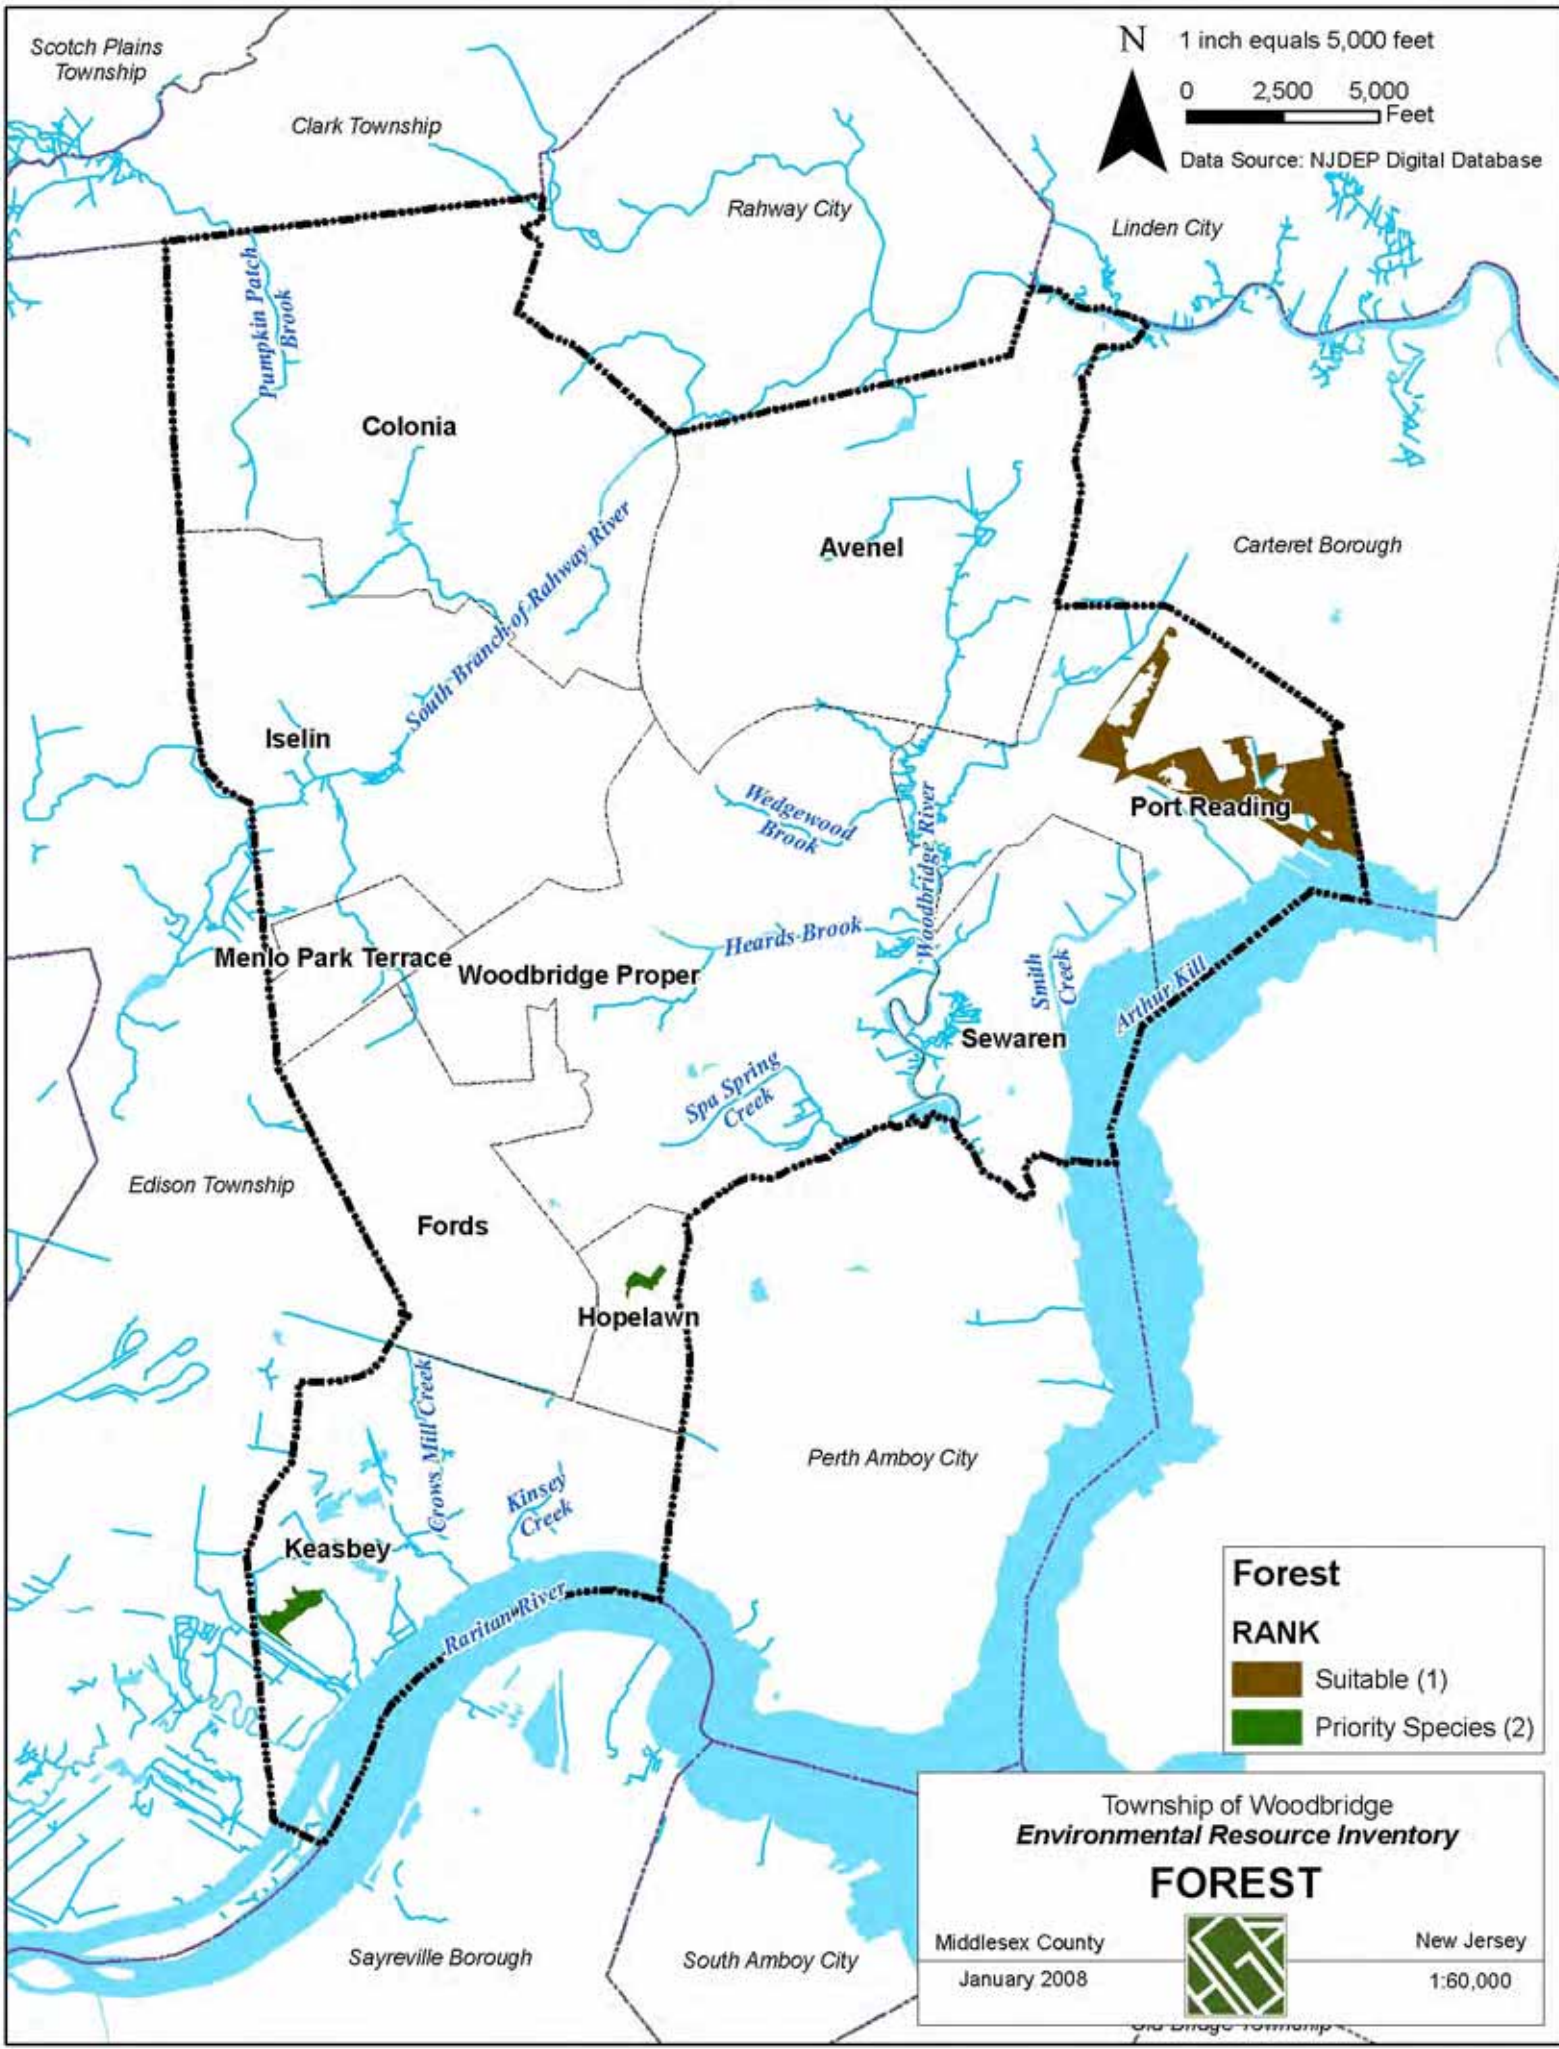 Scotch Plains
Township
Clark Township
Rahway City
Linden City
N
1 inch equals 5,000 feet
0 2,500 5,000
Feet
Data Source: NJDEP Digital Database
Pumpkin Patch
Brook
Colonia
South Branch of Rahway River
Avenel
Carteret Borough
Iselin
Wedgewood
Brook
Woodbridge River
Port Reading
Menlo Park Terrace
Woodbridge Proper
Heards Brook
Smith
Creek
Arthur Kill
Sewaren
Spa Spring
Creek
Edison Township
Fords
Hopelawn
Crows Mill Creek
Kinsey
Creek
Perth Amboy City
Keasbey
Raritan River
Sayreville Borough
South Amboy City
Forest
RANK
Suitable (1)
Priority Species (2)
Township of Woodbridge
Environmental Resource Inventory
FOREST
Middlesex County
New Jersey
January 2008
1:60,000
Old Bridge Township